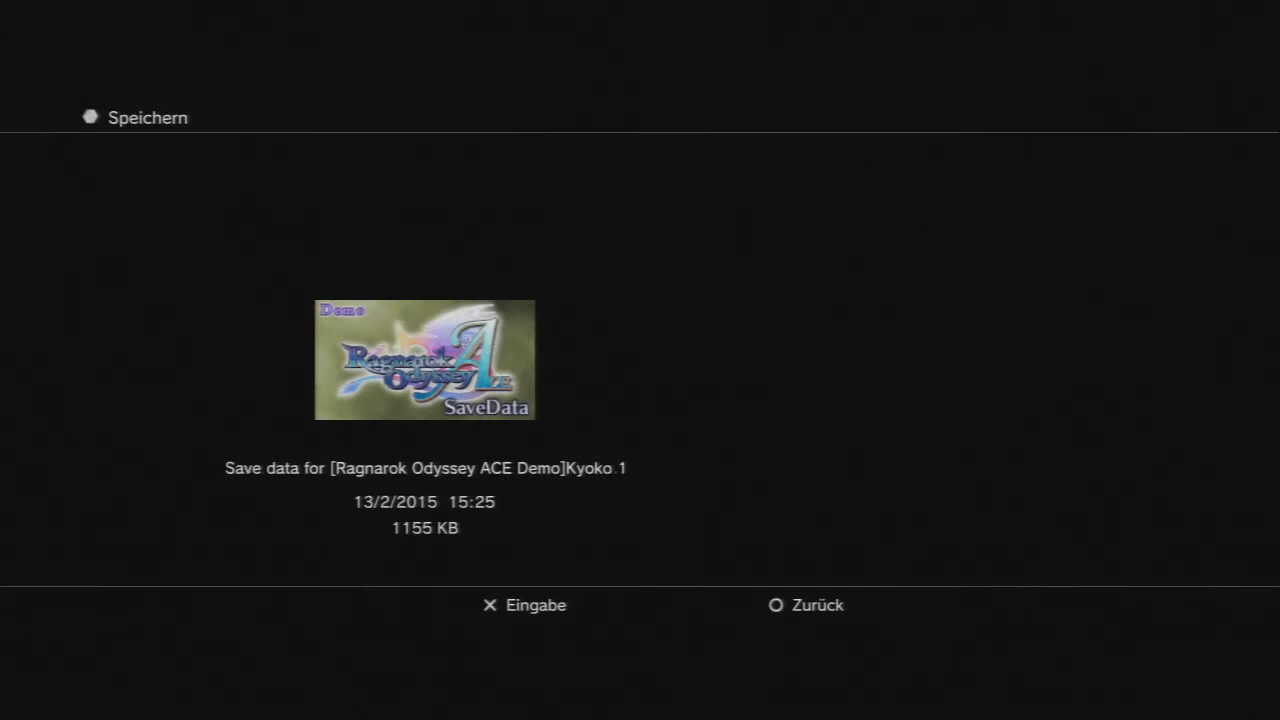 Speichern
Demo
Ragnarok
Odyssey ACE
SaveData
Save data for [Ragnarok Odyssey ACE Demo]Kyoko 1
13/2/2015 15:25
1155 KB
Eingabe
Zurück